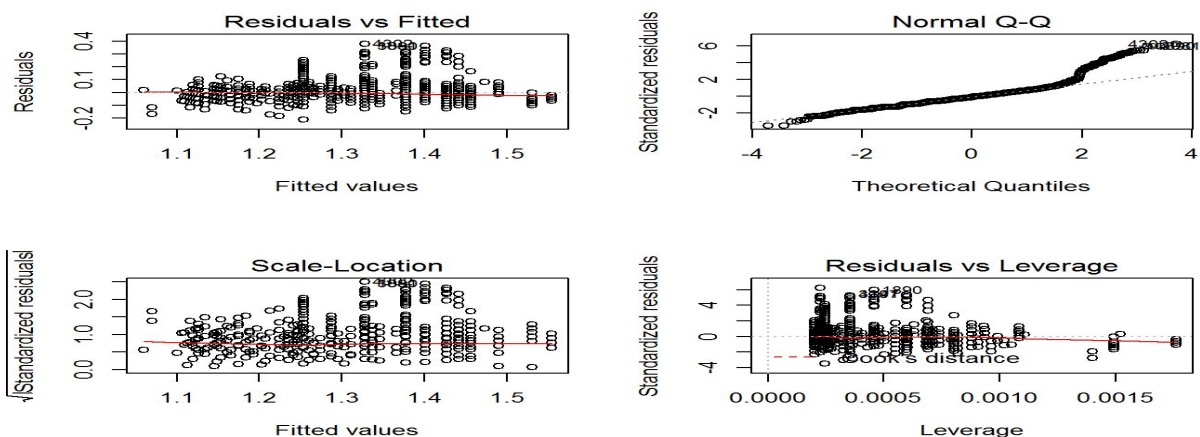 Residuals vs Fitted
Residuals
0.4
0.1
-0.2
1.1 1.2 1.3 1.4 1.5
Fitted values
Normal Q-Q
Standardized residuals
6
2
-2
-4 -2 0 2 4
Theoretical Quantiles
Scale-Location
√|Standardized residuals|
2.0
1.0
0.0
1.1 1.2 1.3 1.4 1.5
Fitted values
Residuals vs Leverage
Standardized residuals
4
0
-4
1890
Cook's distance
0.0000 0.0005 0.0010 0.0015
Leverage